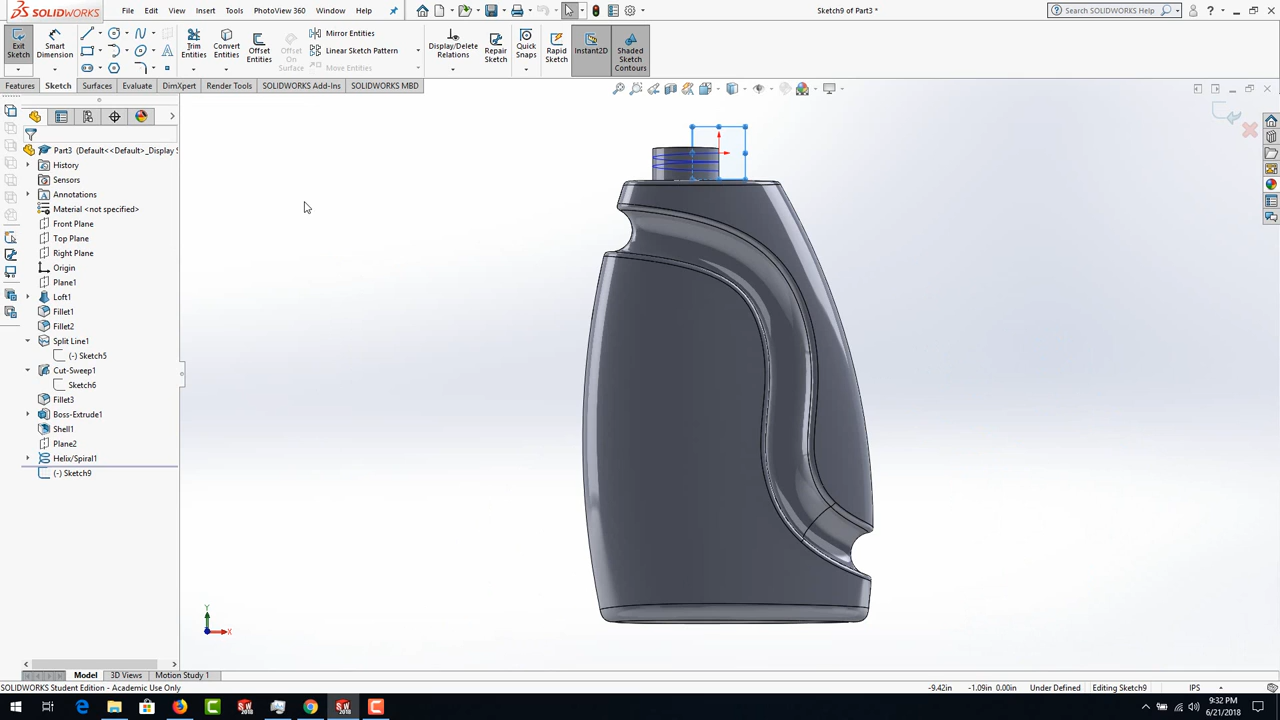 SOLIDWORKS
File Edit View Insert Tools PhotoView 360 Window Help
Sketch9 of Part3 *
Search SOLIDWORKS Help
Exit Sketch
Smart Dimension
Trim Entities
Convert Entities
Offset Entities
Offset On Surface
Mirror Entities
Linear Sketch Pattern
Move Entities
Display/Delete Relations
Repair Sketch
Quick Snaps
Rapid Sketch
Instant2D
Shaded Sketch Contours
Features Sketch Surfaces Evaluate DimXpert Render Tools SOLIDWORKS Add-Ins SOLIDWORKS MBD
Part3 (Default<<Default>_Display S
History
Sensors
Annotations
Material <not specified>
Front Plane
Top Plane
Right Plane
Origin
Plane1
Loft1
Fillet1
Fillet2
Split Line1
(-) Sketch5
Cut-Sweep1
Sketch6
Fillet3
Boss-Extrude1
Shell1
Plane2
Helix/Spiral1
(-) Sketch9
Y
X
Model 3D Views Motion Study 1
SOLIDWORKS Student Edition - Academic Use Only
-9.42in -1.09in 0.00in Under Defined Editing Sketch9 IPS
9:32 PM
6/21/2018